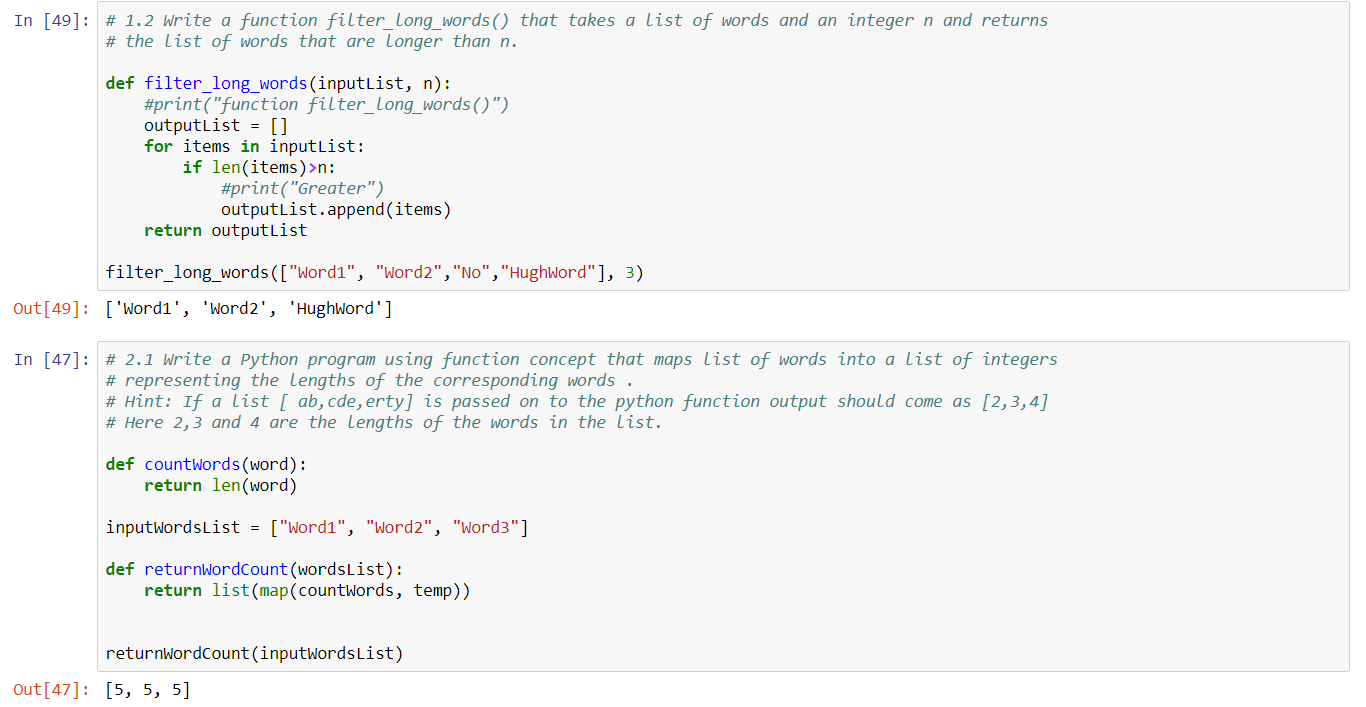 In [49]: # 1.2 Write a function filter_long_words() that takes a list of words and an integer n and returns
# the list of words that are longer than n.
def filter_long_words(inputList, n):
    #print("function filter_long_words()")
    outputList = []
    for items in inputList:
        if len(items)>n:
            #print("Greater")
            outputList.append(items)
    return outputList
filter_long_words(["Word1", "Word2","No","HughWord"], 3)
Out[49]: ['Word1', 'Word2', 'HughWord']
In [47]: # 2.1 Write a Python program using function concept that maps list of words into a list of integers
# representing the lengths of the corresponding words .
# Hint: If a list [ ab,cde,erty] is passed on to the python function output should come as [2,3,4]
# Here 2,3 and 4 are the lengths of the words in the list.
def countWords(word):
    return len(word)
inputWordsList = ["Word1", "Word2", "Word3"]
def returnWordCount(wordsList):
    return list(map(countWords, temp))
returnWordCount(inputWordsList)
Out[47]: [5, 5, 5]